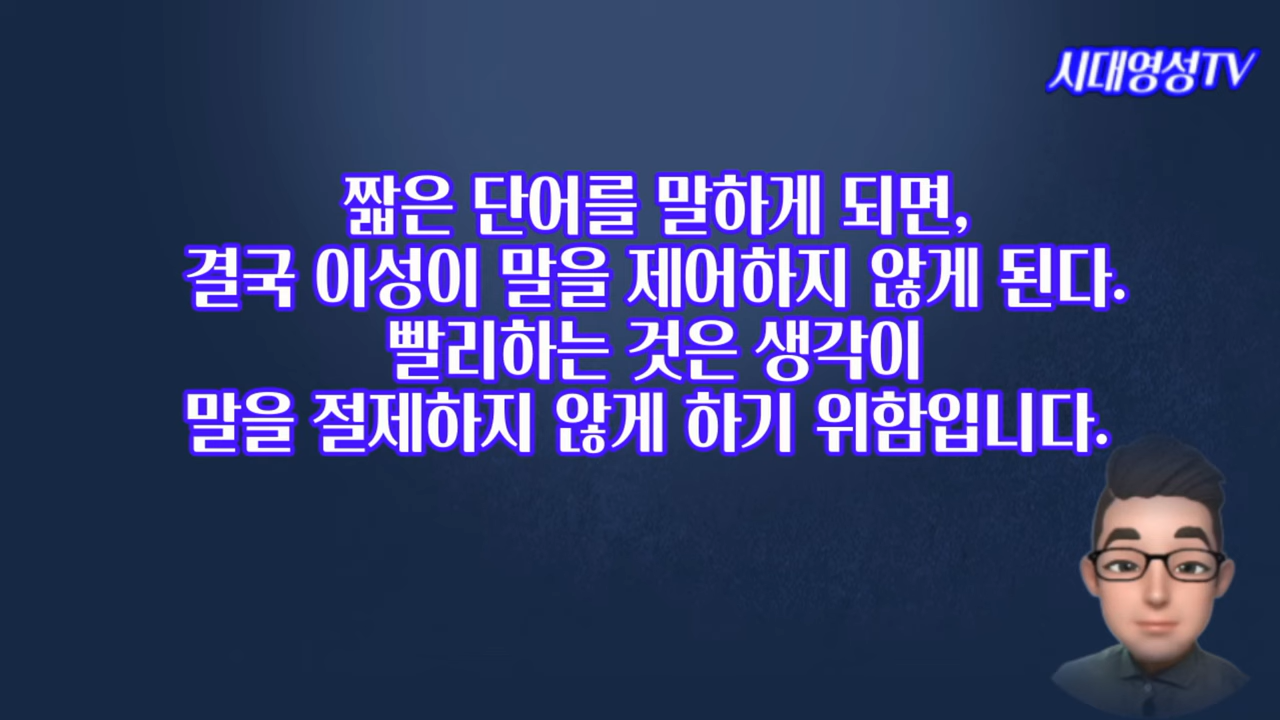 시대영성TV
짧은 단어를 말하게 되면,
결국 이성이 말을 제어하지 않게 된다.
빨리하는 것은 생각이
말을 절제하지 않게 하기 위함입니다.